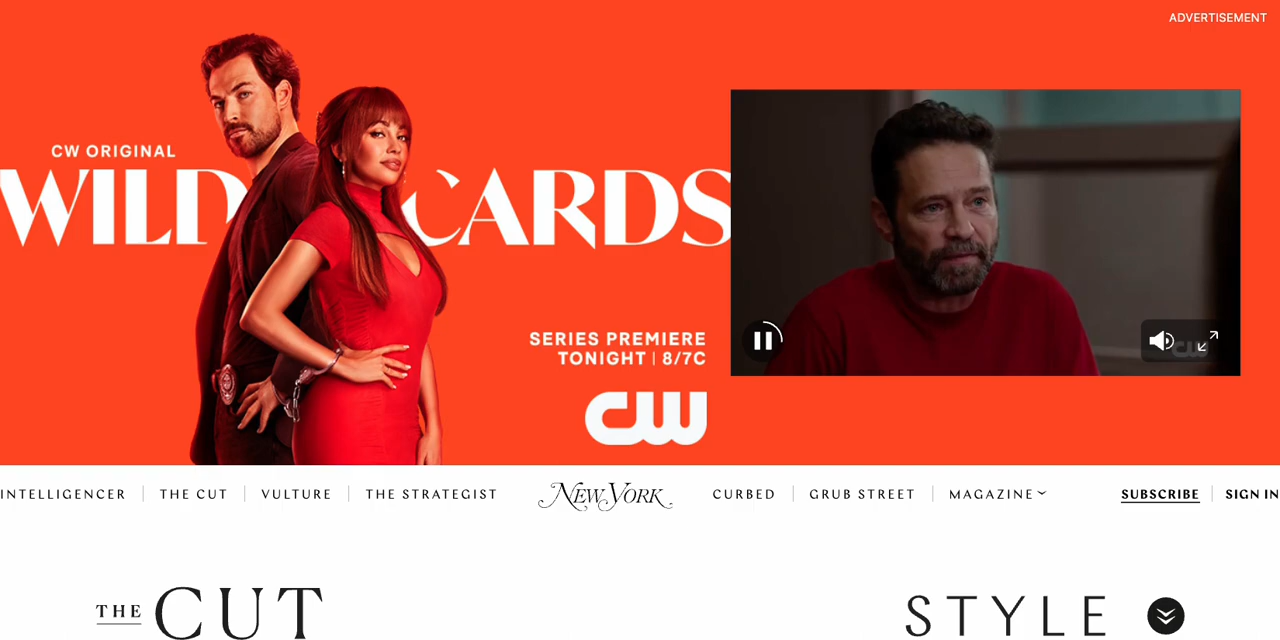 ADVERTISEMENT
CW ORIGINAL
WILD CARDS
SERIES PREMIERE
TONIGHT | 8/7C
CW
CW
INTELLIGENCER | THE CUT | VULTURE | THE STRATEGIST NEW YORK CURBED | GRUB STREET | MAGAZINE SUBSCRIBE | SIGN IN
THE CUT STYLE